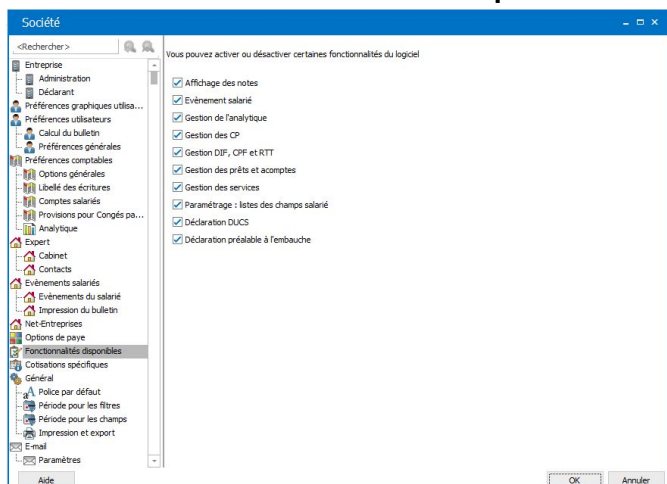 Société
<Rechercher>
Entreprise
Administration
Déclarant
Préférences graphiques utilisa...
Préférences utilisateurs
Calcul du bulletin
Préférences générales
Préférences comptables
Options générales
Libellé des écritures
Comptes salariés
Provisions pour Congés pa...
Analytique
Expert
Cabinet
Contacts
Evènements salariés
Evènements du salarié
Impression du bulletin
Net-Entreprises
Options de paye
Fonctionnalités disponibles
Cotisations spécifiques
Général
Police par défaut
Période pour les filtres
Période pour les champs
Impression et export
E-mail
Paramètres
Vous pouvez activer ou désactiver certaines fonctionnalités du logiciel
Affichage des notes
Evènement salarié
Gestion de l'analytique
Gestion des CP
Gestion DIF, CPF et RTT
Gestion des prêts et acomptes
Gestion des services
Paramétrage : listes des champs salarié
Déclaration DUCS
Déclaration préalable à l'embauche
Aide
OK
Annuler